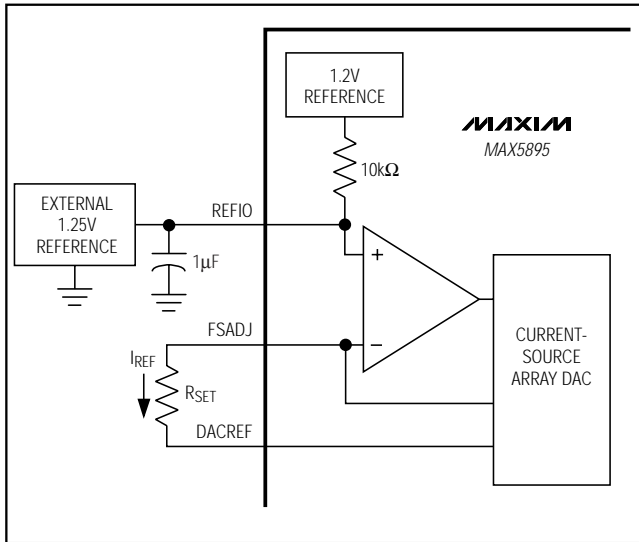 1.2V
REFERENCE
MAXIM
MAX5895
10kΩ
EXTERNAL
1.25V
REFERENCE
REFIO
1μF
+
−
FSADJ
CURRENT-
SOURCE
ARRAY DAC
IREF
RSET
DACREF